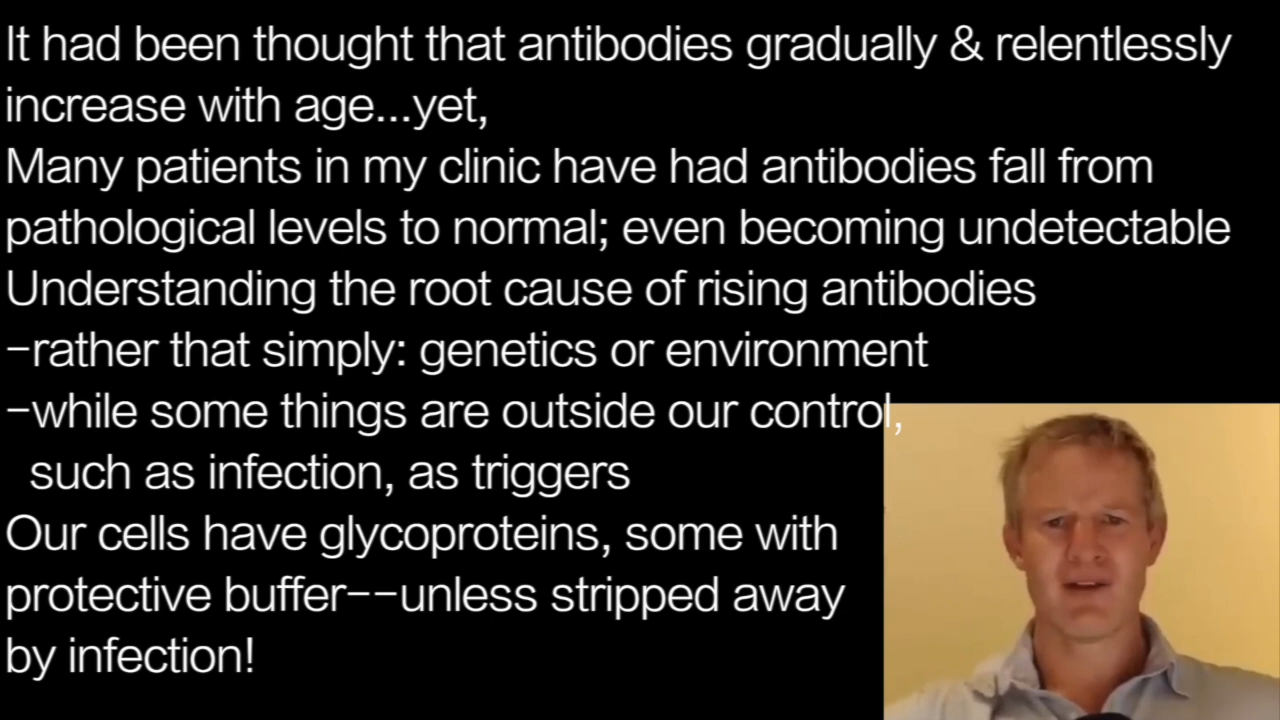 It had been thought that antibodies gradually & relentlessly
increase with age...yet,
Many patients in my clinic have had antibodies fall from
pathological levels to normal; even becoming undetectable
Understanding the root cause of rising antibodies
–rather that simply: genetics or environment
–while some things are outside our control,
such as infection, as triggers
Our cells have glycoproteins, some with
protective buffer––unless stripped away
by infection!